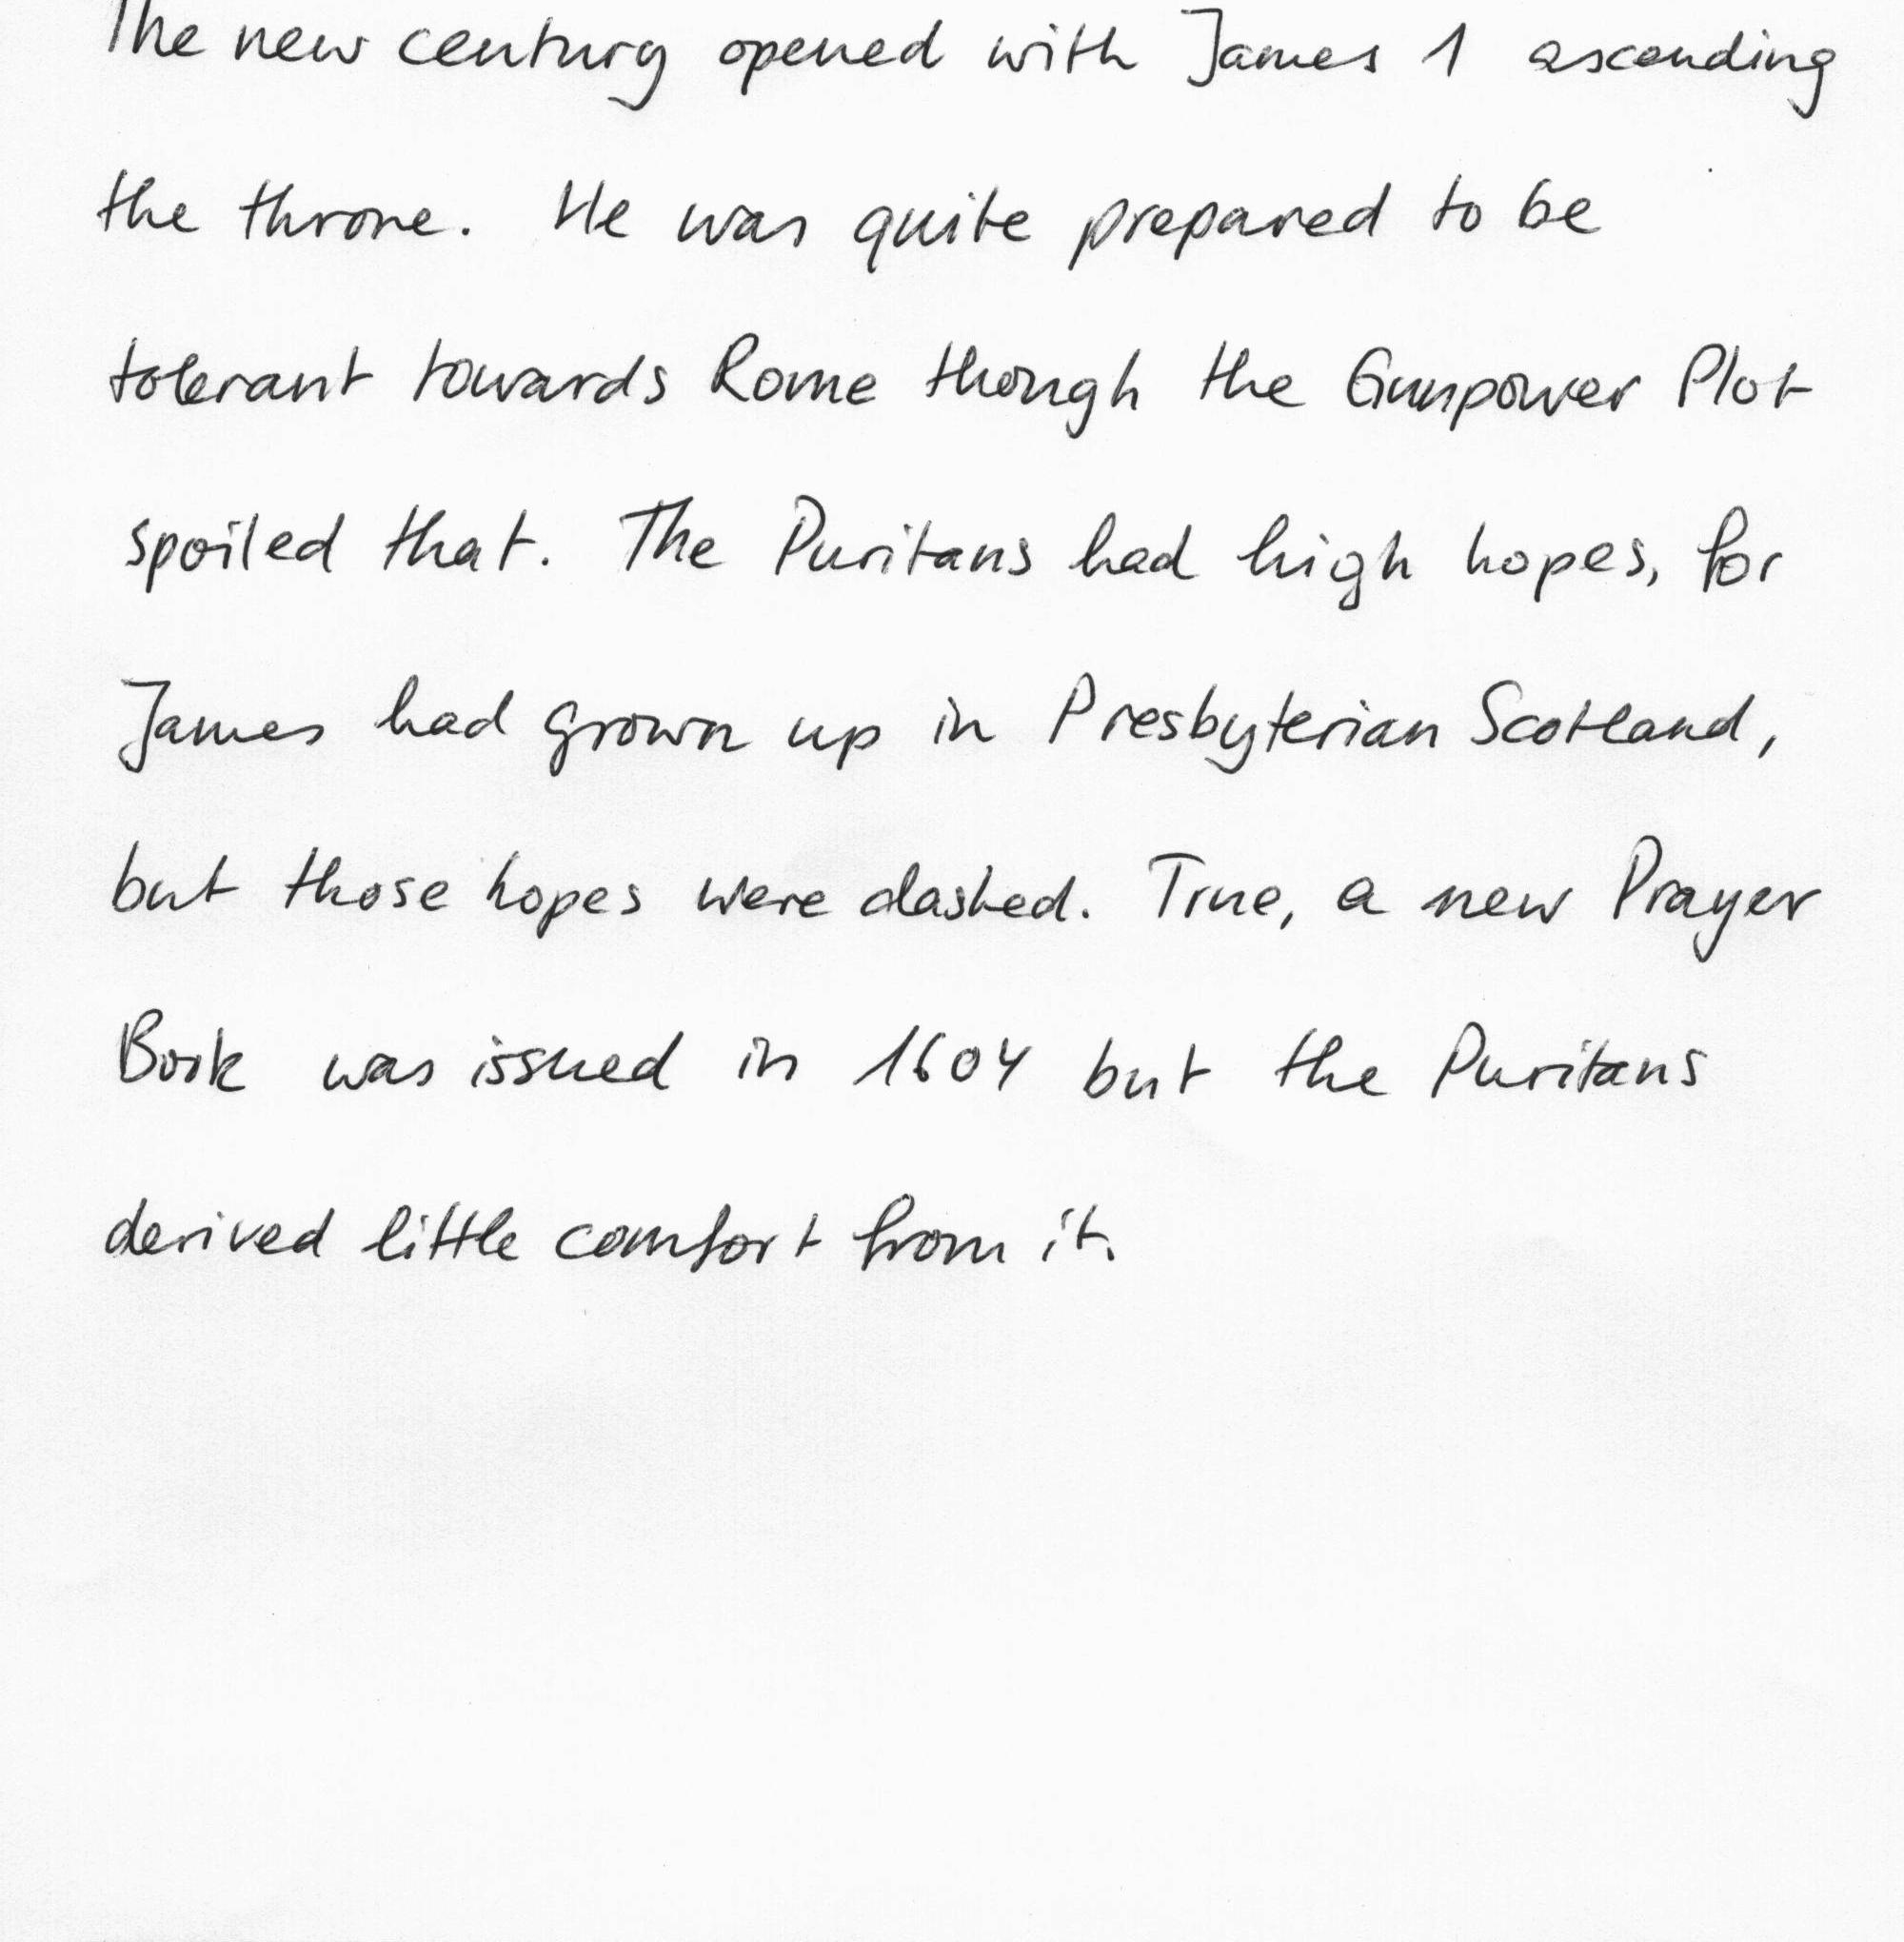 The new century opened with James 1 ascending
the throne. He was quite prepared to be
tolerant towards Rome though the Gunpower Plot
spoiled that. The Puritans had high hopes, for
James had grown up in Presbyterian Scotland,
but those hopes were dashed. True, a new Prayer
Book was issued in 1604 but the Puritans
derived little comfort from it.